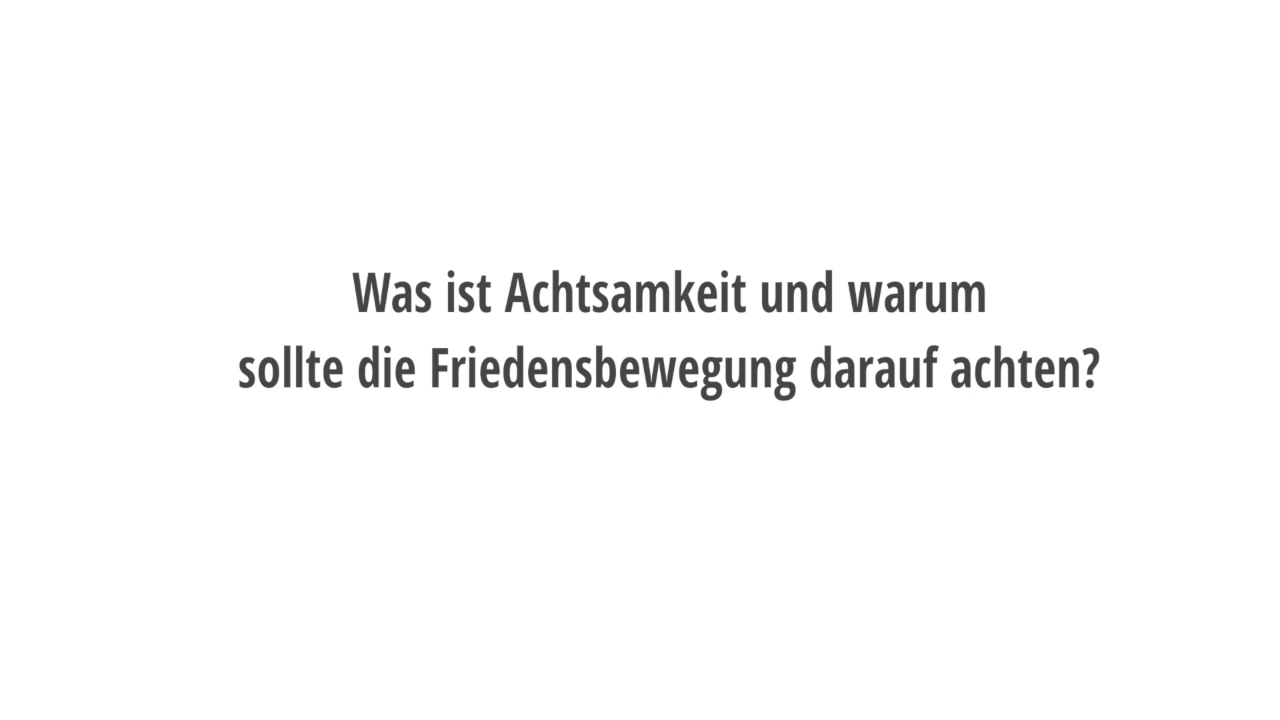 Was ist Achtsamkeit und warum
sollte die Friedensbewegung darauf achten?